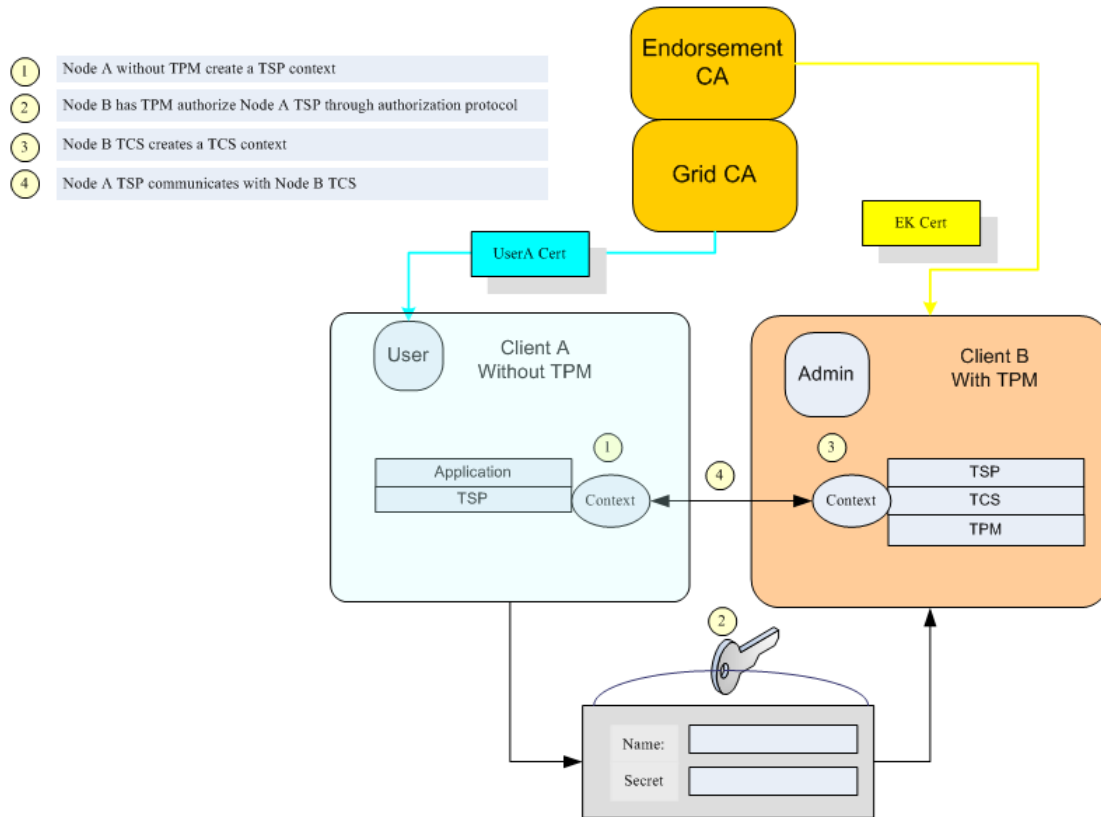 1 Node A without TPM create a TSP context
2 Node B has TPM authorize Node A TSP through authorization protocol
3 Node B TCS creates a TCS context
4 Node A TSP communicates with Node B TCS
Endorsement
CA
Grid CA
UserA Cert
EK Cert
User
Client A
Without TPM
Admin
Client B
With TPM
1
Application
TSP
Context
4
3
Context
TSP
TCS
TPM
2
Name:
Secret